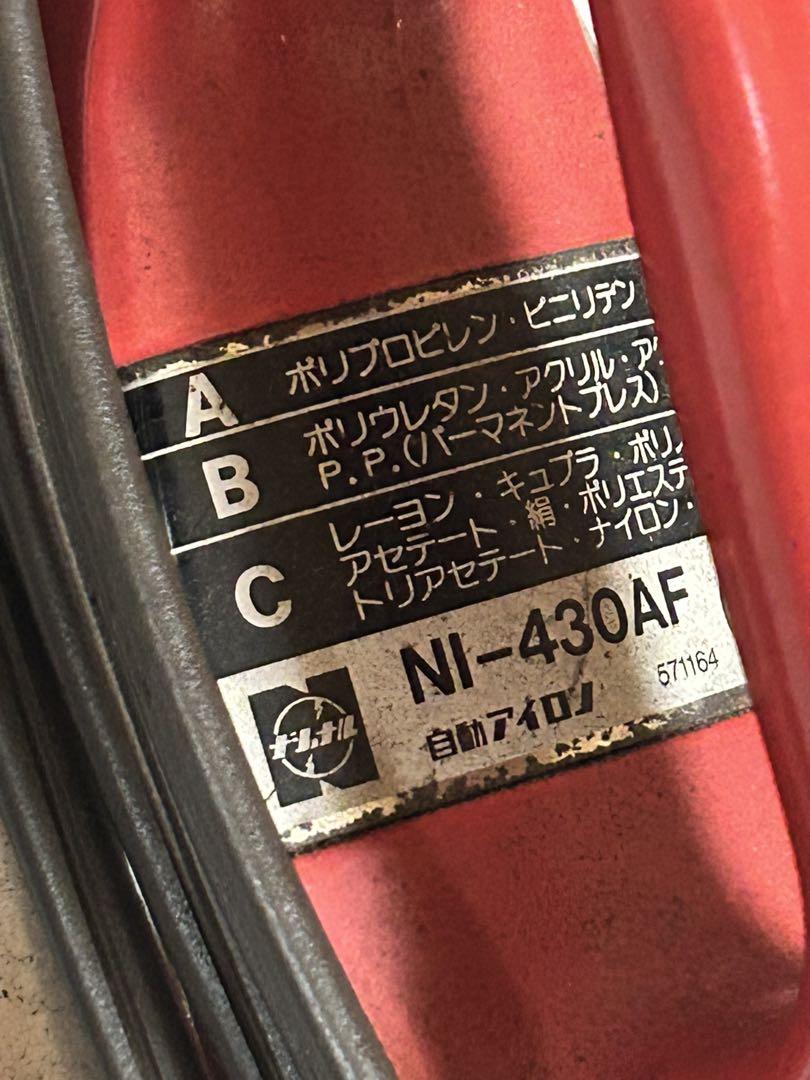 A
ポリプロピレン・ビニリデン
B
ポリウレタン・アクリル・
P.P.(パーマネントプレス)
C
レーヨン・キュプラ・ポリ
アセテート・絹・ポリエステ
トリアセテート・ナイロン・
NI-430AF
571164
ナショナル
自動アイロン